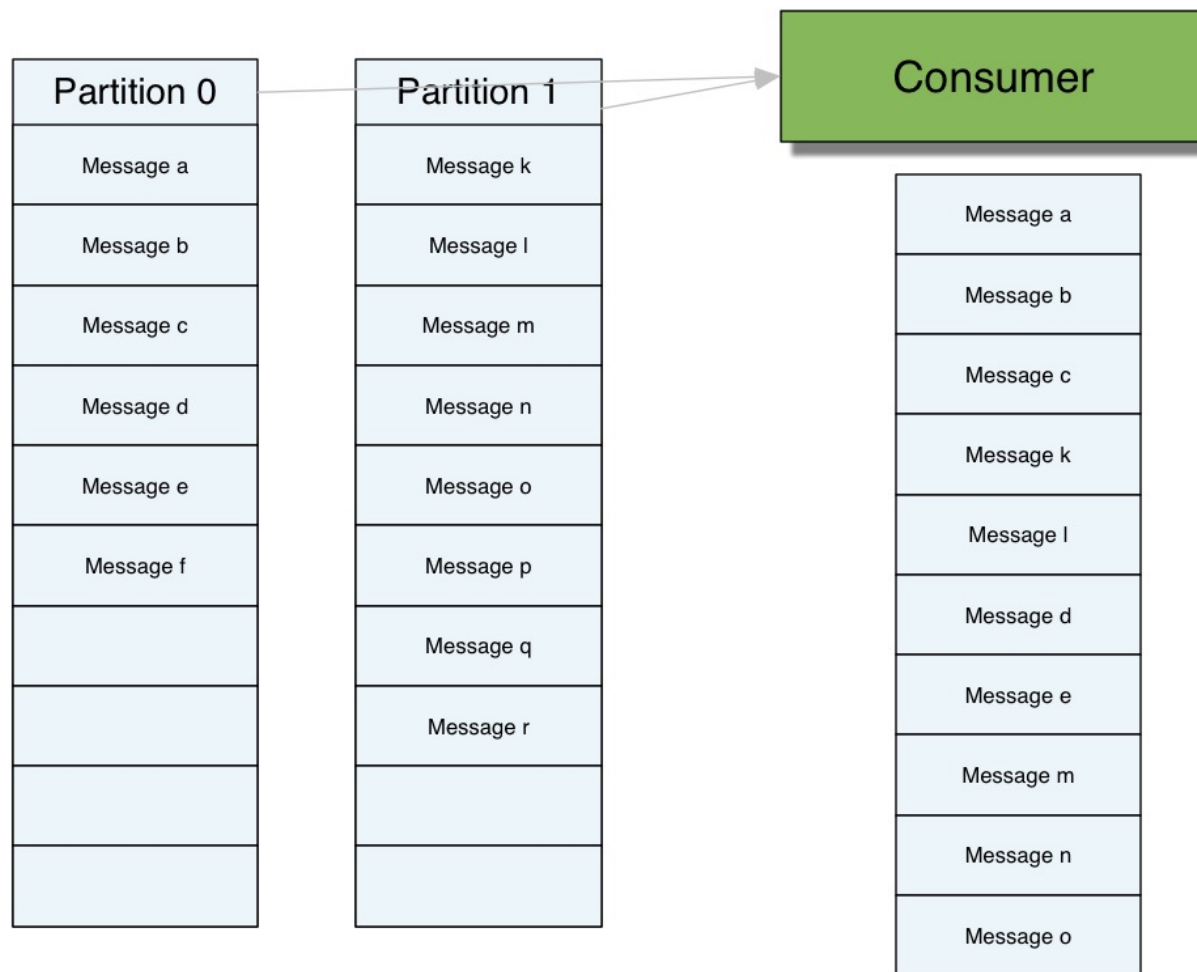 Partition 0
Message a
Message b
Message c
Message d
Message e
Message f
Partition 1
Message k
Message l
Message m
Message n
Message o
Message p
Message q
Message r
Consumer
Message a
Message b
Message c
Message k
Message l
Message d
Message e
Message m
Message n
Message o